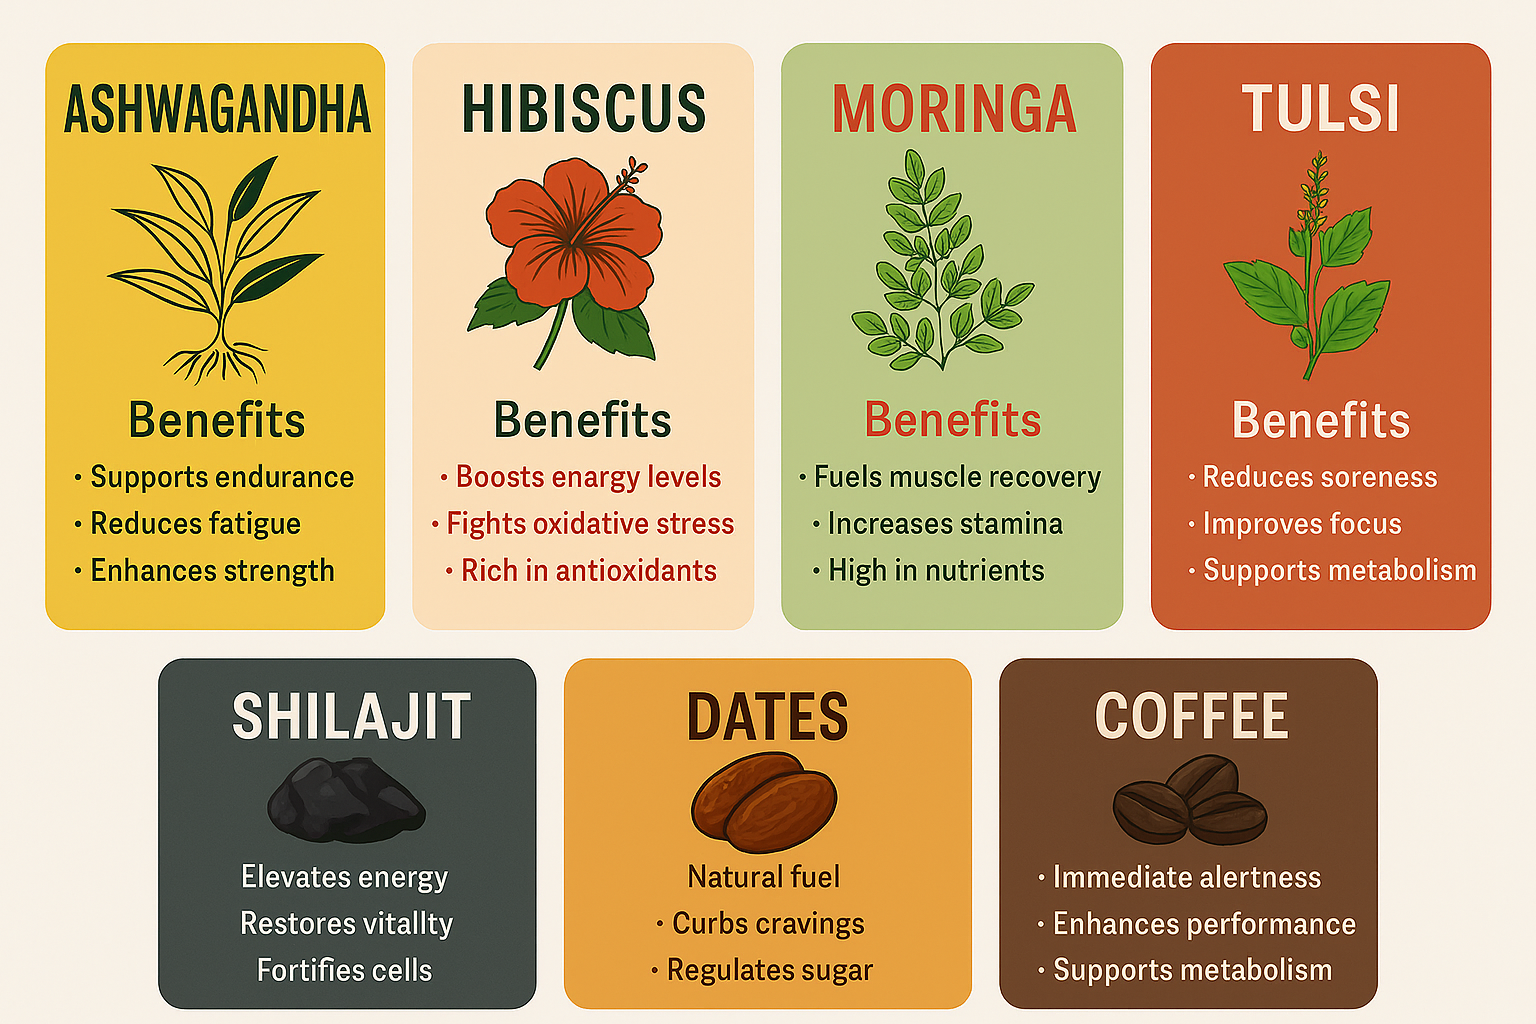 ASHWAGANDHA
Benefits
• Supports endurance
• Reduces fatigue
• Enhances strength
HIBISCUS
Benefits
• Boosts enargy levels
• Fights oxidative stress
• Rich in antioxidants
MORINGA
Benefits
• Fuels muscle recovery
• Increases stamina
• High in nutrients
TULSI
Benefits
• Reduces soreness
• Improves focus
• Supports metabolism
SHILAJIT
Elevates energy
Restores vitallty
Fortifies cells
DATES
Natural fuel
• Curbs cravings
• Regulates sugar
COFFEE
• Immediate alertness
• Enhances performance
• Supports metabolism